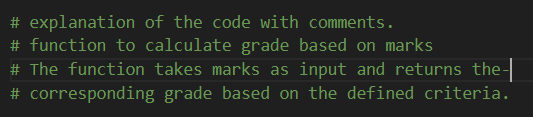 # explanation of the code with comments.
# function to calculate grade based on marks
# The function takes marks as input and returns the-
# corresponding grade based on the defined criteria.